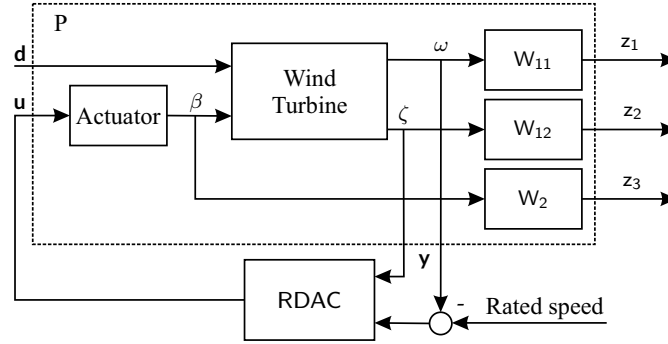 P
d
ω
W₁₁
z₁
Wind
Turbine
u
β
Actuator
ζ
W₁₂
z₂
W₂
z₃
y
RDAC
-
Rated speed